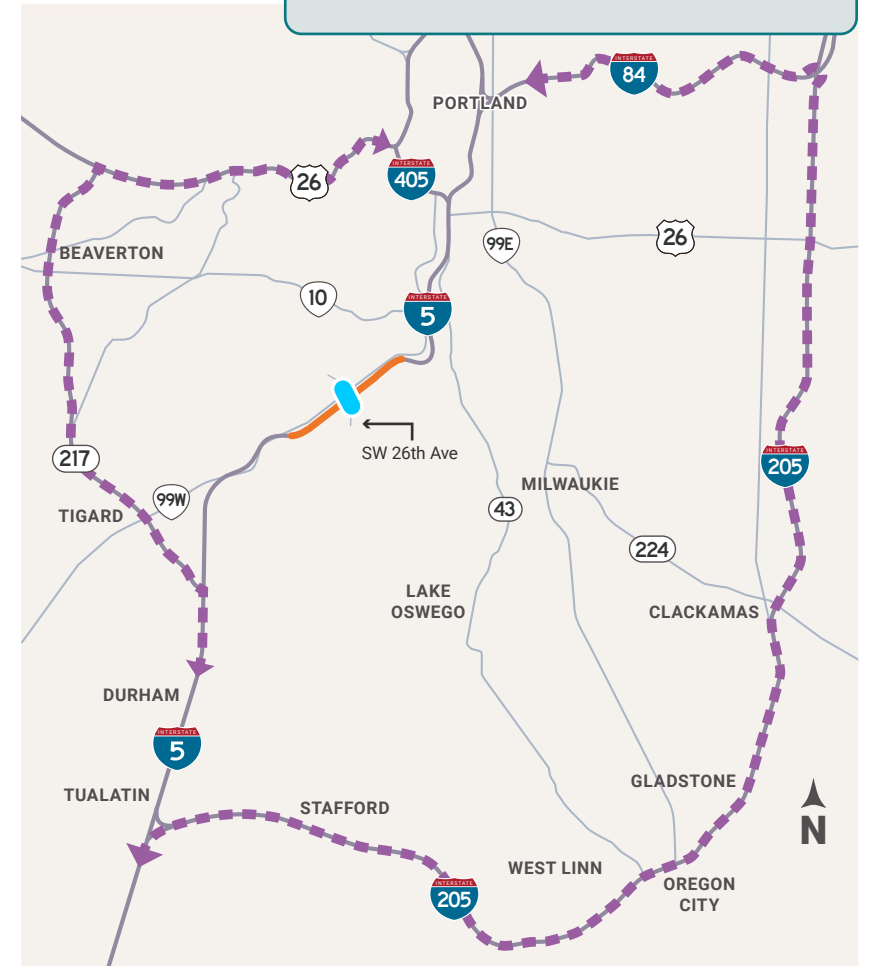 INTERSTATE
84
PORTLAND
INTERSTATE
405
26
BEAVERTON
99E
26
10
INTERSTATE
5
SW 26th Ave
217
INTERSTATE
205
99W
MILWAUKIE
TIGARD
43
224
LAKE
OSWEGO
CLACKAMAS
DURHAM
INTERSTATE
5
TUALATIN
STAFFORD
GLADSTONE
N
WEST LINN
INTERSTATE
205
OREGON
CITY